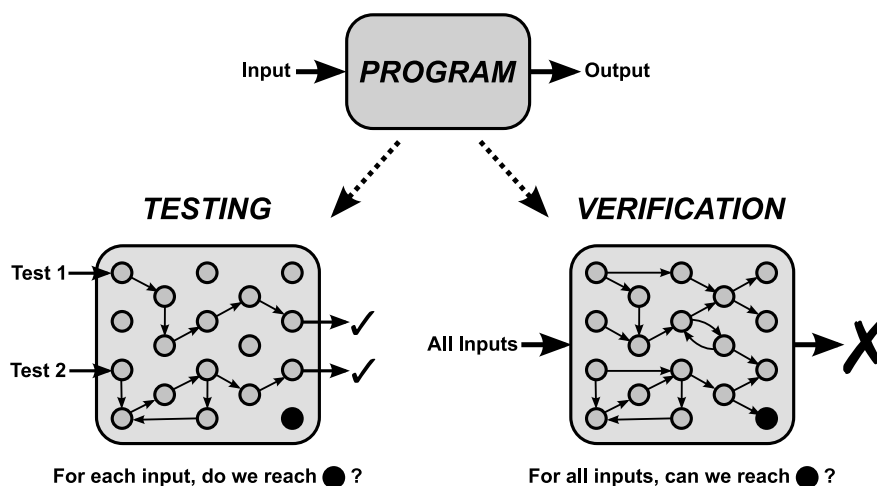 Input
PROGRAM
Output
TESTING
VERIFICATION
Test 1
Test 2
All Inputs
For each input, do we reach ?
For all inputs, can we reach ?